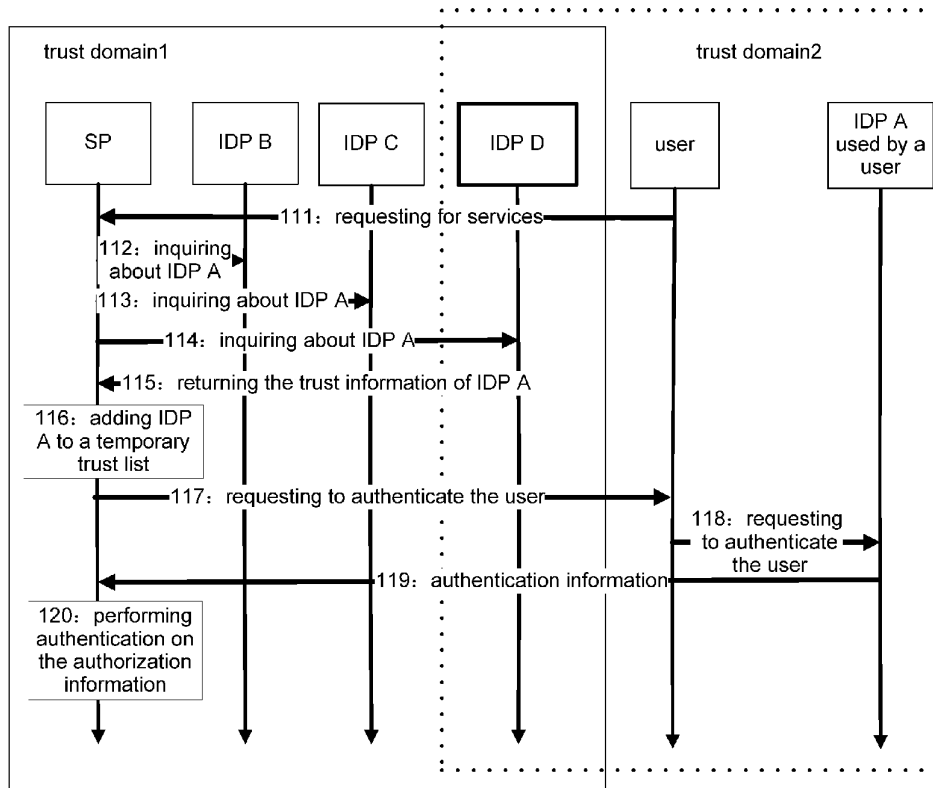 trust domain1
trust domain2
SP
IDP B
IDP C
IDP D
user
IDP A
used by a
user
111：requesting for services
112：inquiring
about IDP A
113：inquiring about IDP A
114：inquiring about IDP A
115：returning the trust information of IDP A
116：adding IDP
A to a temporary
trust list
117：requesting to authenticate the user
118：requesting
to authenticate
the user
119：authentication information
120：performing
authentication on
the authorization
information